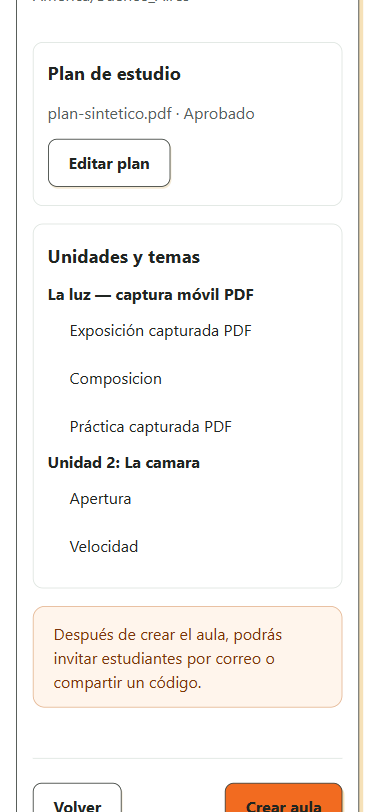 Plan de estudio
plan-sintetico.pdf · Aprobado
Editar plan
Unidades y temas
La luz — captura móvil PDF
Exposición capturada PDF
Composicion
Práctica capturada PDF
Unidad 2: La camara
Apertura
Velocidad
Después de crear el aula, podrás
invitar estudiantes por correo o
compartir un código.
Volver
Crear aula